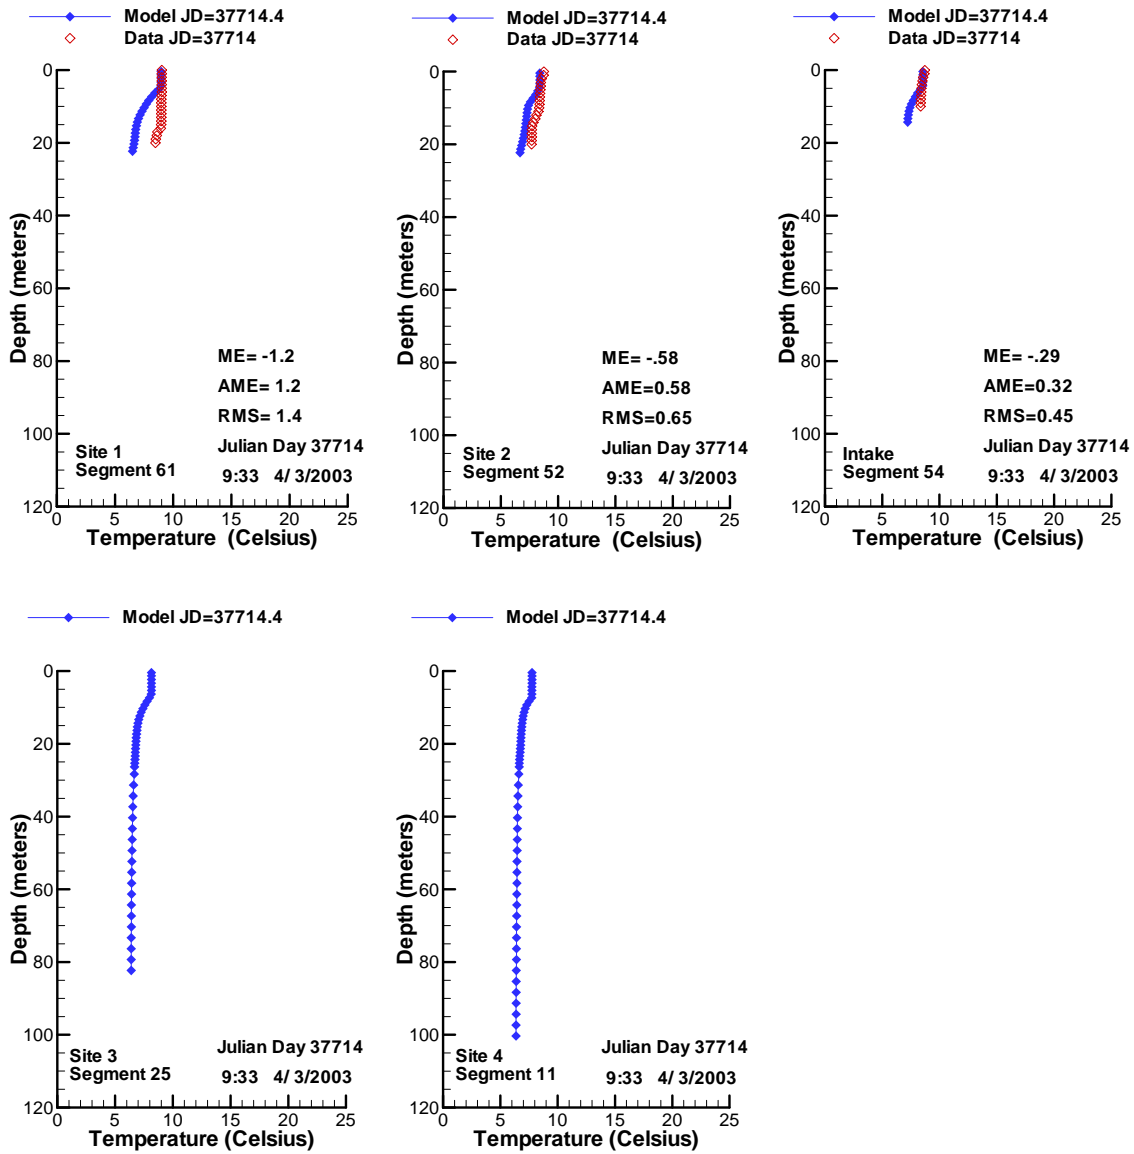 Model JD=37714.4
Data JD=37714
0
20
40
60
80
100
120
Depth (meters)
ME= -1.2
AME= 1.2
RMS= 1.4
Site 1
Segment 61
Julian Day 37714
9:33 4/ 3/2003
0 5 10 15 20 25
Temperature (Celsius)
Model JD=37714.4
Data JD=37714
0
20
40
60
80
100
120
Depth (meters)
ME= -.58
AME=0.58
RMS=0.65
Site 2
Segment 52
Julian Day 37714
9:33 4/ 3/2003
0 5 10 15 20 25
Temperature (Celsius)
Model JD=37714.4
Data JD=37714
0
20
40
60
80
100
120
Depth (meters)
ME= -.29
AME=0.32
RMS=0.45
Intake
Segment 54
Julian Day 37714
9:33 4/ 3/2003
0 5 10 15 20 25
Temperature (Celsius)
Model JD=37714.4
0
20
40
60
80
100
120
Depth (meters)
Site 3
Segment 25
Julian Day 37714
9:33 4/ 3/2003
0 5 10 15 20 25
Temperature (Celsius)
Model JD=37714.4
0
20
40
60
80
100
120
Depth (meters)
Site 4
Segment 11
Julian Day 37714
9:33 4/ 3/2003
0 5 10 15 20 25
Temperature (Celsius)